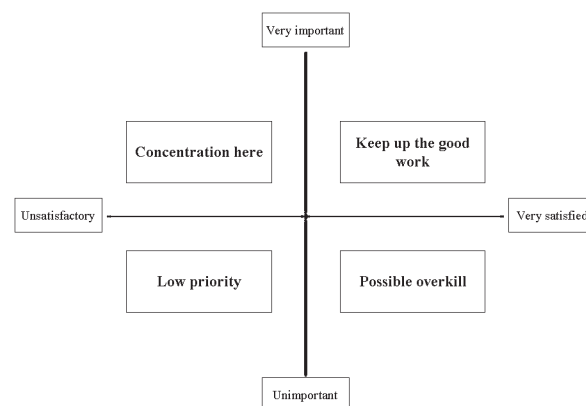 Very important
Concentration here
Keep up the good
work
Unsatisfactory
Very satisfied
Low priority
Possible overkill
Unimportant